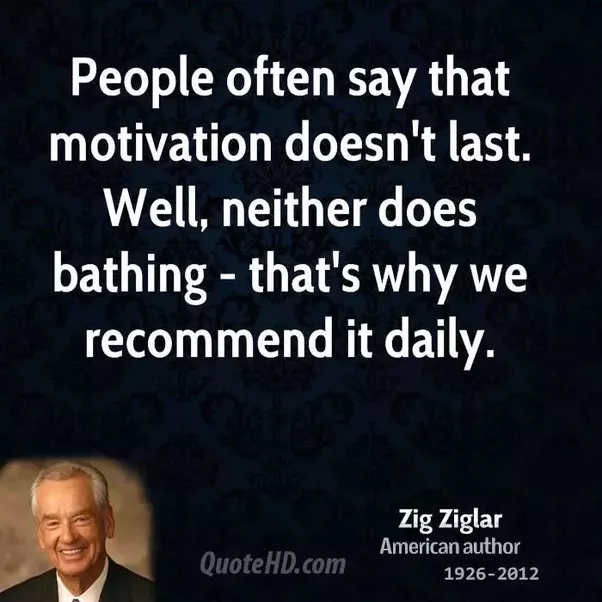 People often say that
motivation doesn't last.
Well, neither does
bathing - that's why we
recommend it daily.
Zig Ziglar
American author
QuoteHD.com
1926-2012